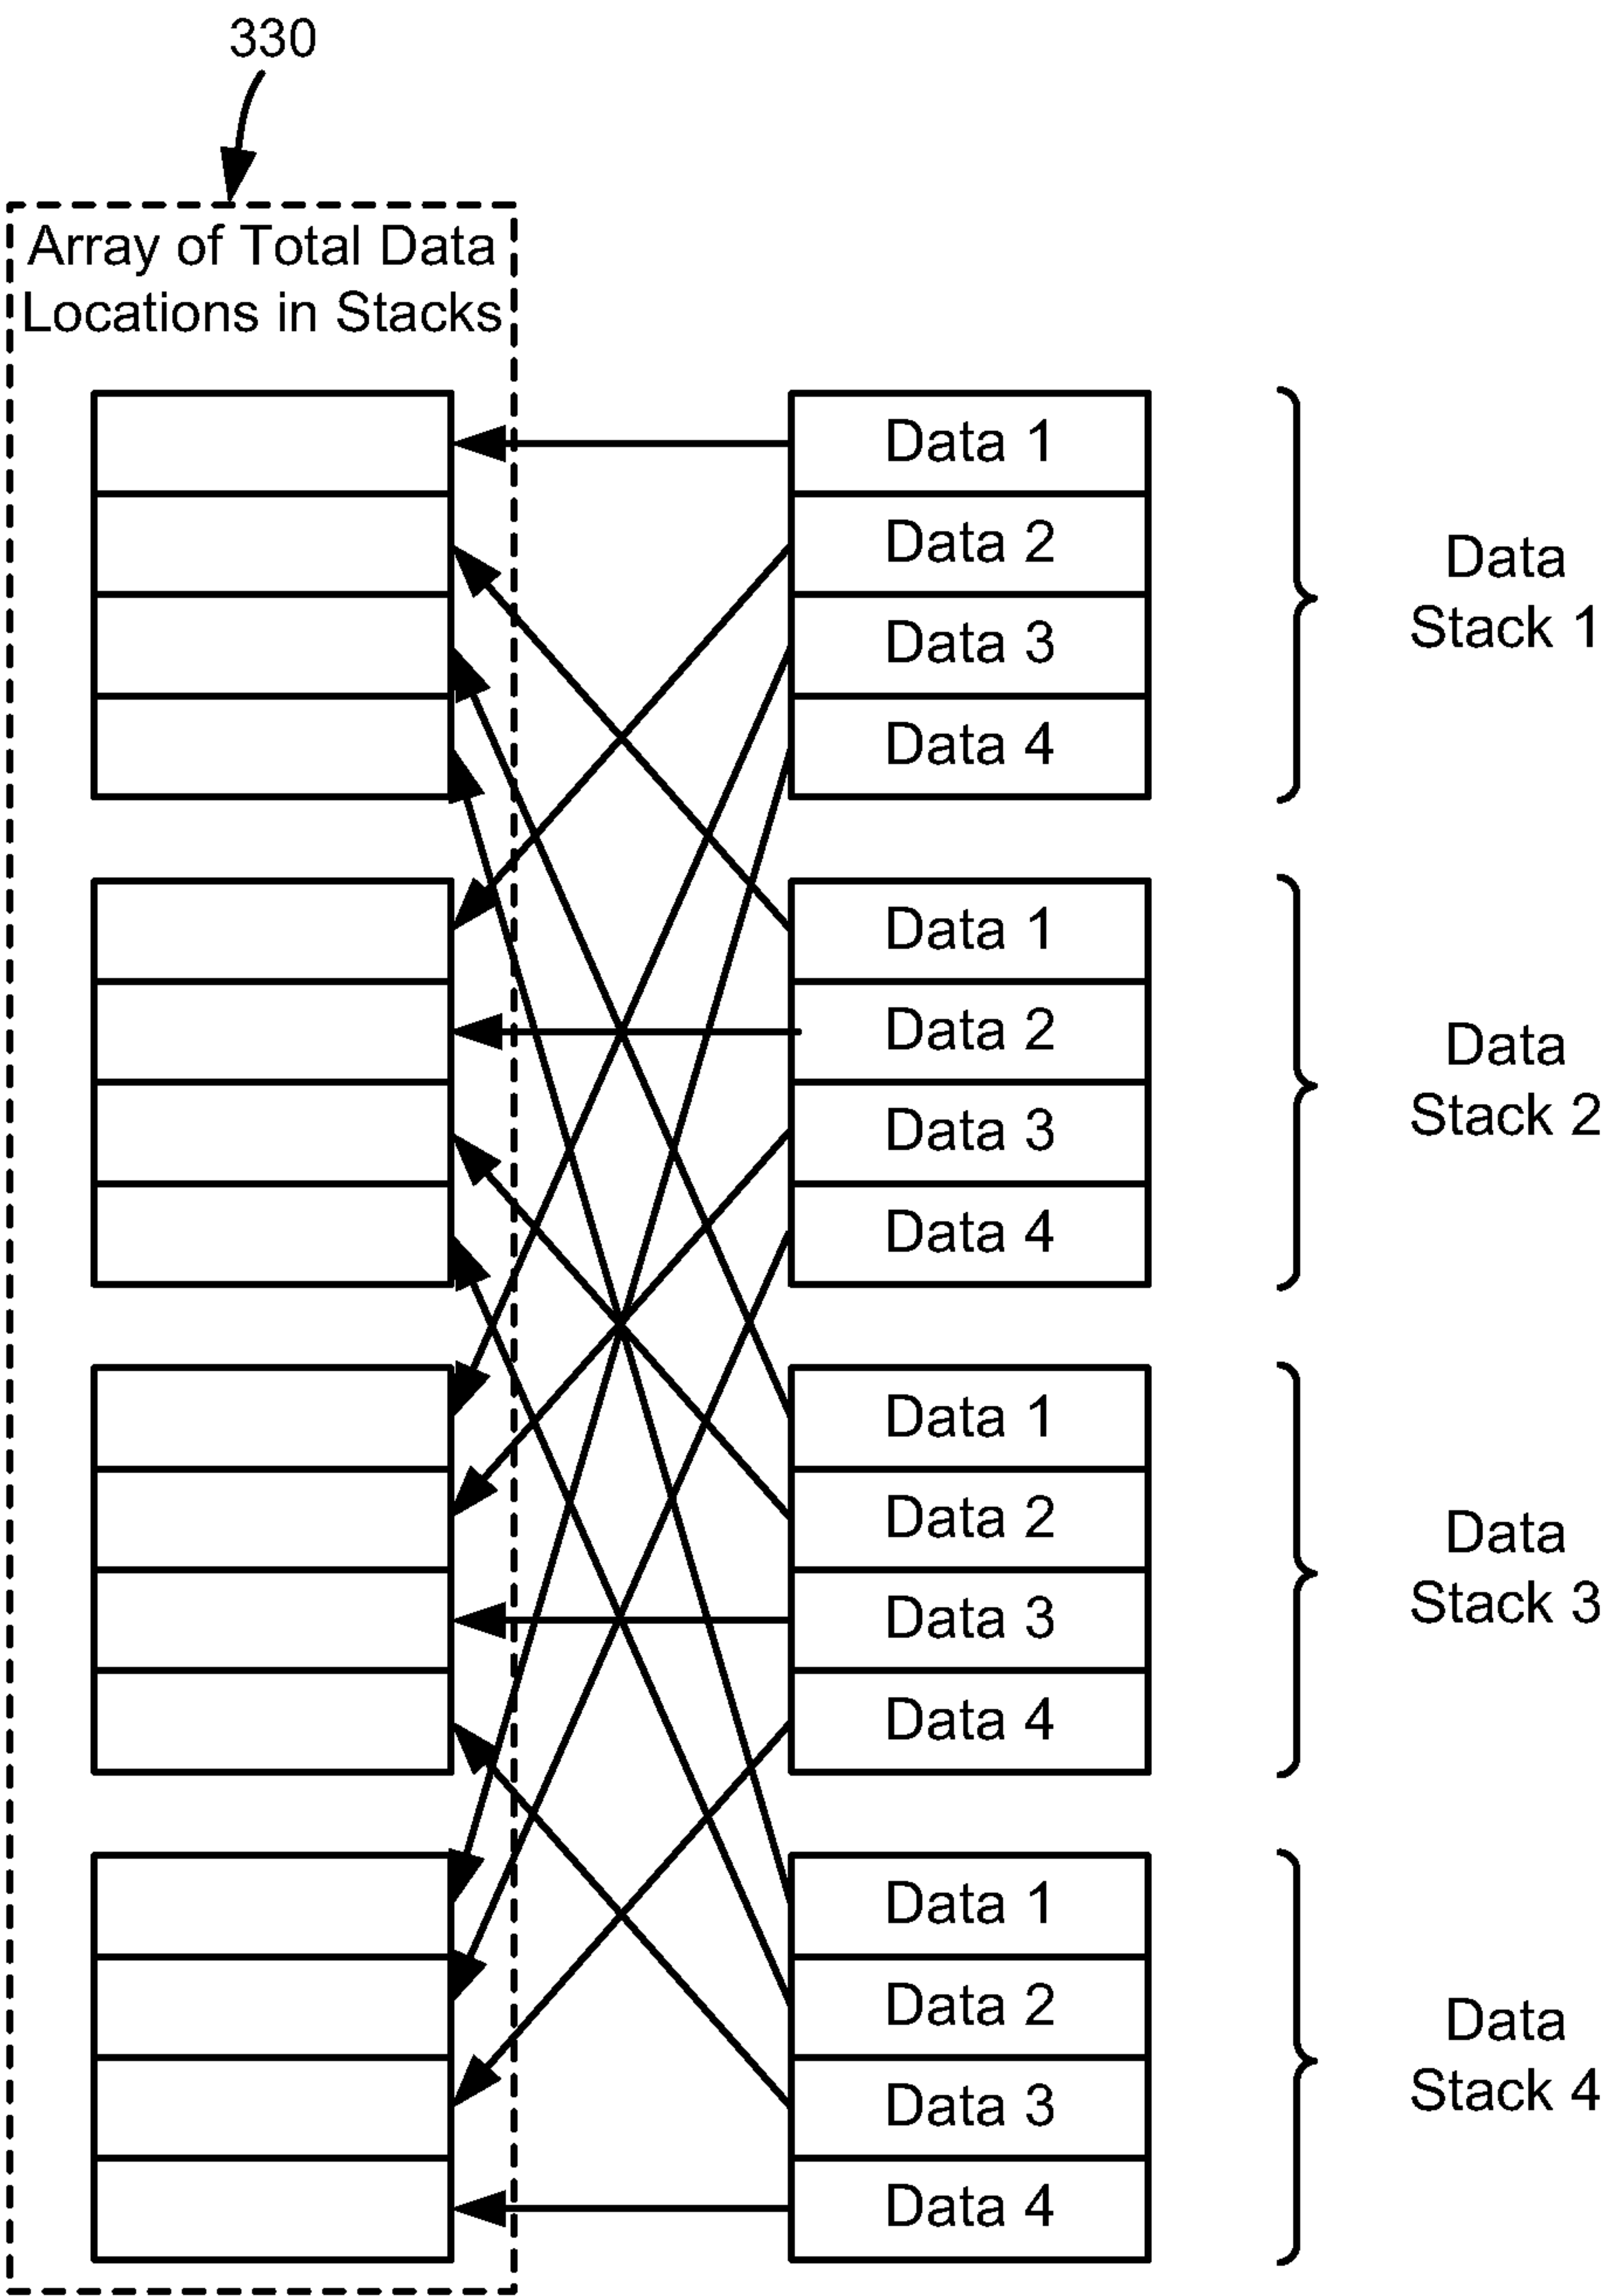 330
Array of Total Data
Locations in Stacks
Data 1
Data 2
Data 3
Data 4
Data
Stack 1
Data 1
Data 2
Data 3
Data 4
Data
Stack 2
Data 1
Data 2
Data 3
Data 4
Data
Stack 3
Data 1
Data 2
Data 3
Data 4
Data
Stack 4